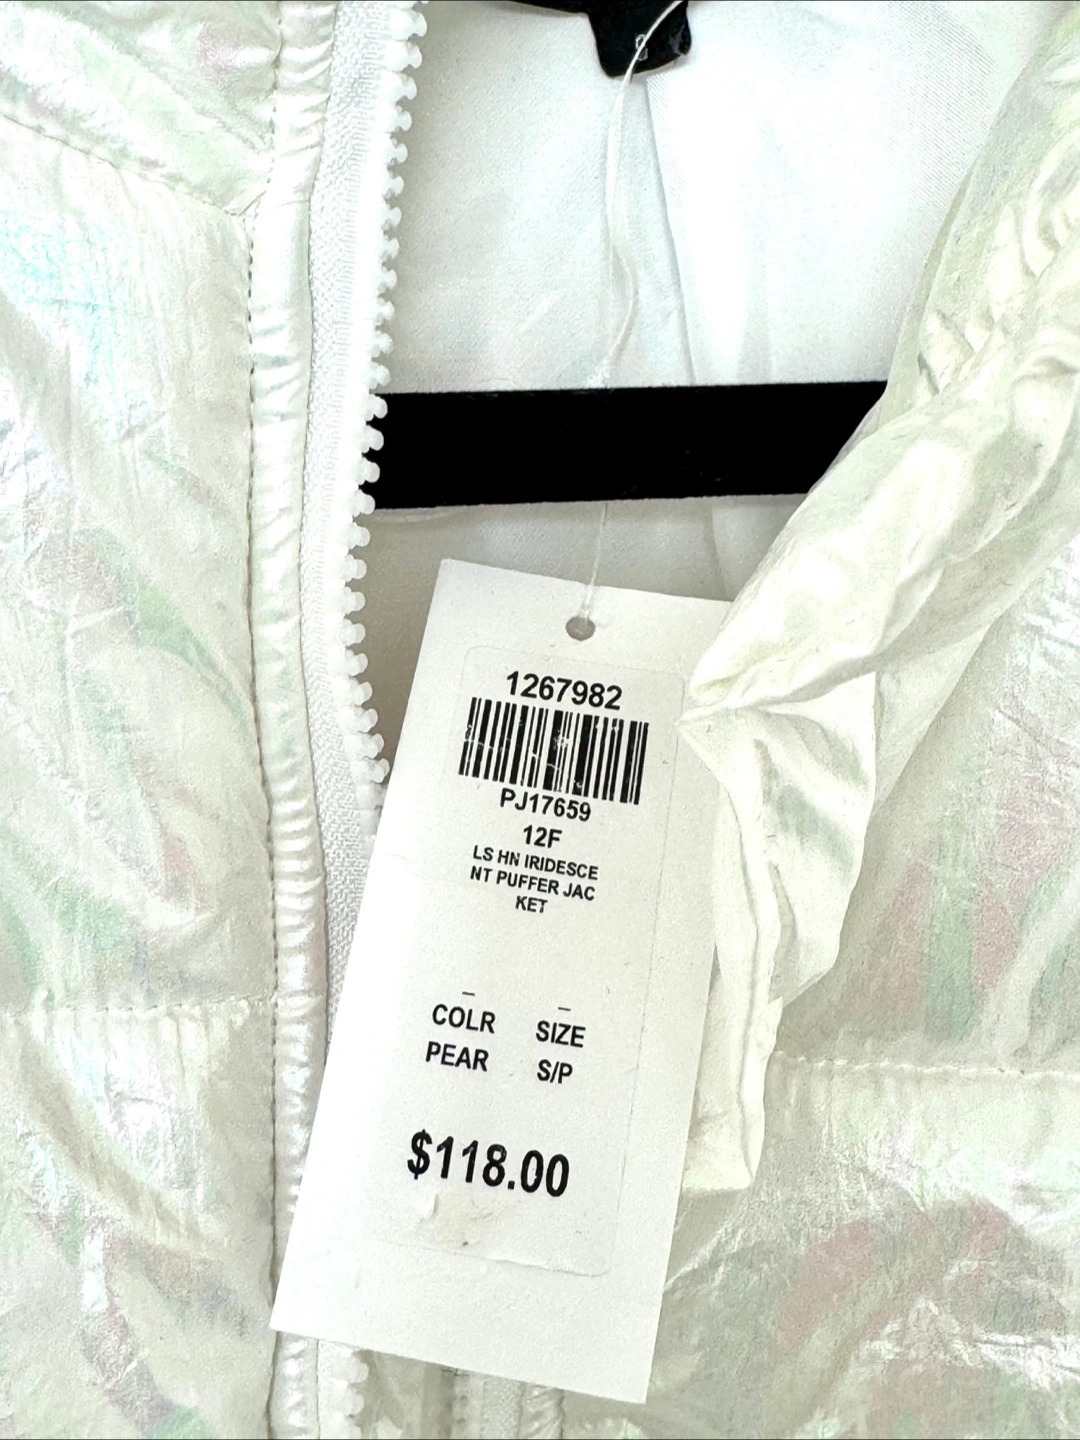 1267982
PJ17659
12F
LS HN IRIDESCE
NT PUFFER JAC
KET
COLR SIZE
PEAR S/P
$118.00